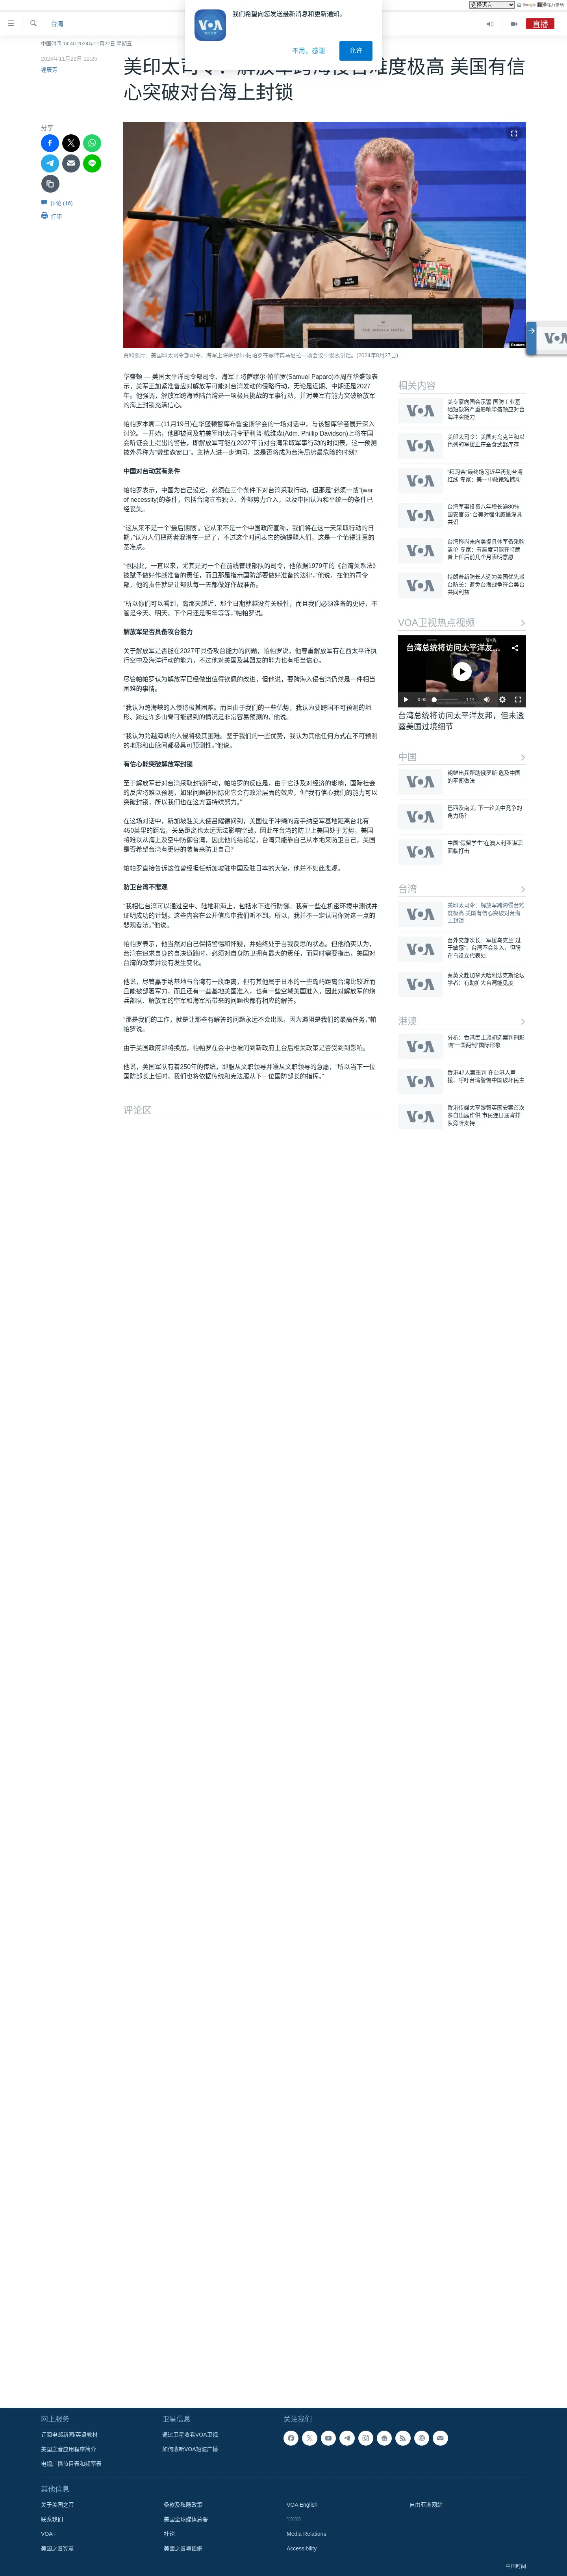 选择语言
由 Google 翻译强力驱动
台湾
直播
VOA
我们希望向您发送最新消息和更新通知。
不用，感谢
允许
中国时间 14:40 2024年11月22日 星期五
2024年11月22日 12:25
锺辰芳
美印太司令：解放军跨海侵台难度极高 美国有信心突破对台海上封锁
分享
评论 (16)
打印
Reuters
资料照片：美国印太司令部司令、海军上将萨缪尔·帕帕罗在菲律宾马尼拉一场会议中发表讲话。(2024年8月27日)
华盛顿 — 美国太平洋司令部司令、海军上将萨缪尔·帕帕罗(Samuel Paparo)本周在华盛顿表示，美军正加紧准备应对解放军可能对台湾发动的侵略行动，无论是近期、中期还是2027年。他强调，解放军跨海登陆台湾是一项极具挑战的军事行动，并对美军有能力突破解放军的海上封锁充满信心。
帕帕罗本周二(11月19日)在华盛顿智库布鲁金斯学会的一场对话中，与该智库学者展开深入讨论。一开始，他即被问及前美军印太司令菲利普·戴维森(Adm. Phillip Davidson)上将在国会听证会上提出的警告，即解放军可能在2027年前对台湾采取军事行动的时间表，这一预测被外界称为“戴维森窗口”。主持人进一步询问，这是否将成为台海局势最危险的时刻?
中国对台动武有条件
帕帕罗表示，中国为自己设定，必须在三个条件下对台湾采取行动，但那是“必须一战”(war of necessity)的条件，包括台湾宣布独立、外部势力的介入，以及中国认为和平统一的条件已经丧失。
“这从来不是一个‘最后期限’。它从来不是一个中国政府宣称，我们将在这一天采取行动的日期，”认为人们把两者混淆在一起了，不过这个时间表它的确提醒人们，这是一个值得注意的基准点。
“也因此，一直以来，尤其是对一个在前线管理部队的司令，他依据1979年的《台湾关系法》被赋予做好作战准备的责任，而且那是指示国防部要做好准备的法律，”他说，在他的司令部，他的责任就是让部队每一天都做好作战准备。
“所以你们可以看到，离那天越近，那个日期就越没有关联性，而且我们必须准备的更好，不管是今天、明天、下个月还是明年等等。”帕帕罗说。
解放军是否具备攻台能力
关于解放军是否能在2027年具备攻台能力的问题，帕帕罗说，他尊重解放军有在西太平洋执行空中及海空行动的能力，不过他对美国及其盟友的能力也有相当信心。
尽管帕帕罗认为解放军已经做出值得钦佩的改进，但他说，要跨海入侵台湾仍然是一件相当困难的事情。
“我认为跨海峡的入侵将极其困难。而且由于我们的一些优势，我认为要跨国不可预测的地形、跨过许多山脊可能遇到的情况是非常容易预测的，”他说。
“我认为跨越海峡的入侵将极其困难。鉴于我们的一些优势，我认为其他任何方式在不可预测的地形和山脉间都极具可预测性。”他说。
有信心能突破解放军封锁
至于解放军若对台湾采取封锁行动，帕帕罗的反应是，由于它涉及对经济的影响，国际社会的反应将难以预测，如果问题被国际化它会有政治层面的效应，但“我有信心我们的能力可以突破封锁，所以我们也在这方面持续努力。”
在这场对话中，新加坡驻美大使吕耀德问到，美国位于冲绳的嘉手纳空军基地距离台北有450英里的距离，关岛距离也太远无法影响空战，因此在台湾的防卫上美国处于劣势，美国将难以从海上及空中防御台湾，因此他的结论是，台湾只能靠自己从本地来防卫自己，美国是否希望台湾有更好的装备来防卫自己?
帕帕罗直接告诉这位曾经担任新加坡驻中国及驻日本的大使，他并不如此悲观。
防卫台湾不悲观
“我相信台湾可以通过空中、陆地和海上，包括水下进行防御。我有一些在机密环境中测试并证明成功的计划。这些内容在公开信息中我们听不到。所以，我并不一定认同你对这一点的悲观看法。”他说。
帕帕罗表示，他当然对自己保持警惕和怀疑，并始终处于自我反思的状态。但他确实认为，台湾在追求自身的自决道路时，必须对自身防卫拥有最大的责任，而同时需要指出，美国对台湾的政策并没有发生变化。
他说，尽管嘉手纳基地与台湾有一段距离，但有其他属于日本的一些岛屿距离台湾比较近而且能被部署军力，而且还有一些基地美国准入，也有一些空域美国准入，因此对解放军的炮兵部队、解放军的空军和海军所带来的问题也都有相应的解答。
“那是我们的工作，就是让那些有解答的问题永远不会出现，因为遏阻是我们的最高任务，”帕帕罗说。
由于美国政府即将换届，帕帕罗在会中也被问到新政府上台后相关政策是否受到到影响。
他说，美国军队有着250年的传统，即服从文职领导并遵从文职领导的意愿，“所以当下一位国防部长上任时，我们也将依据传统和宪法服从下一位国防部长的指挥。”
评论区
相关内容
美专家向国会示警 国防工业基础短缺将严重影响华盛顿应对台海冲突能力
美印太司令：美国对乌克兰和以色列的军援正在蚕食武器库存
“拜习会”最终场习近平再划台湾红线 专家：美一中政策难撼动
台湾军事投资八年增长逾80% 国安官员: 台美对强化威慑深具共识
台湾称尚未向美提具体军备采购清单 专家：有高度可能在特朗普上任后前几个月表明意愿
特朗普新防长人选为美国优先派 台防长：避免台海战争符合美台共同利益
VOA卫视热点视频
台湾总统将访问太平洋友...
0:00
1:14
台湾总统将访问太平洋友邦，但未透露美国过境细节
中国
朝鲜出兵帮助俄罗斯 危及中国的平衡做法
巴西及南美: 下一轮美中竞争的角力场？
中国“假留学生”在澳大利亚谋职面临打击
台湾
美印太司令：解放军跨海侵台难度极高 美国有信心突破对台海上封锁
台外交部次长：军援乌克兰“过于敏感”，台湾不会涉入，但盼在乌设立代表处
蔡英文赴加拿大哈利法克斯论坛 学者：有助扩大台湾能见度
港澳
分析：香港民主派初选案判刑影响“一国两制”国际形象
香港47人案重判 在台港人声援、呼吁台湾警惕中国破坏民主
香港传媒大亨黎智英国安案首次亲自出庭作供 市民连日通宵排队旁听支持
网上服务
订阅电邮新闻/英语教材
美国之音应用程序简介
电视广播节目表和频率表
卫星信息
通过卫星收看VOA卫视
如何收听VOA短波广播
关注我们
其他信息
关于美国之音
联系我们
VOA+
美国之音宪章
条款及私隐政策
美国全球媒体总署
社论
美國之音粵語網
VOA English
Media Relations
Accessibility
自由亚洲网站
中国时间